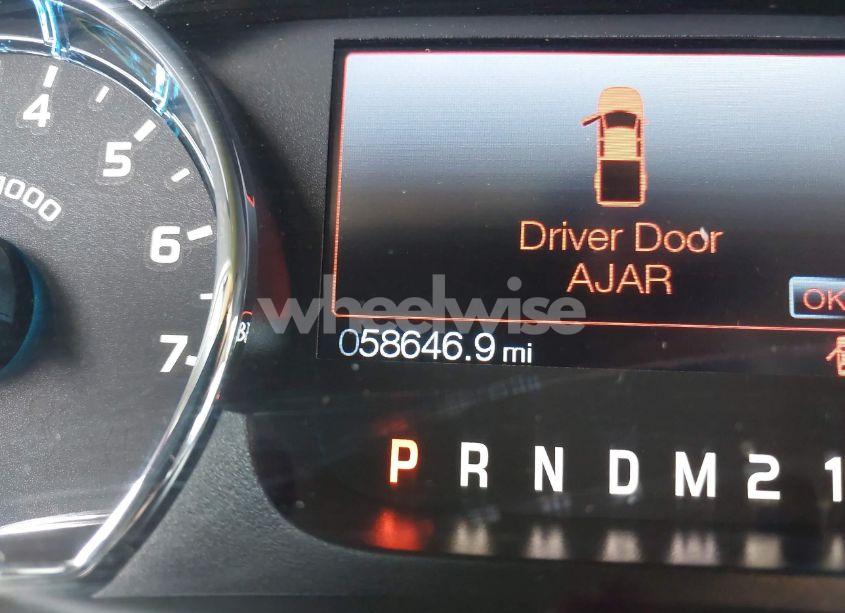 4
5
6
7
1000
Driver Door
AJAR
OK
wheelwise
058646.9 mi
P R N D M 2 1